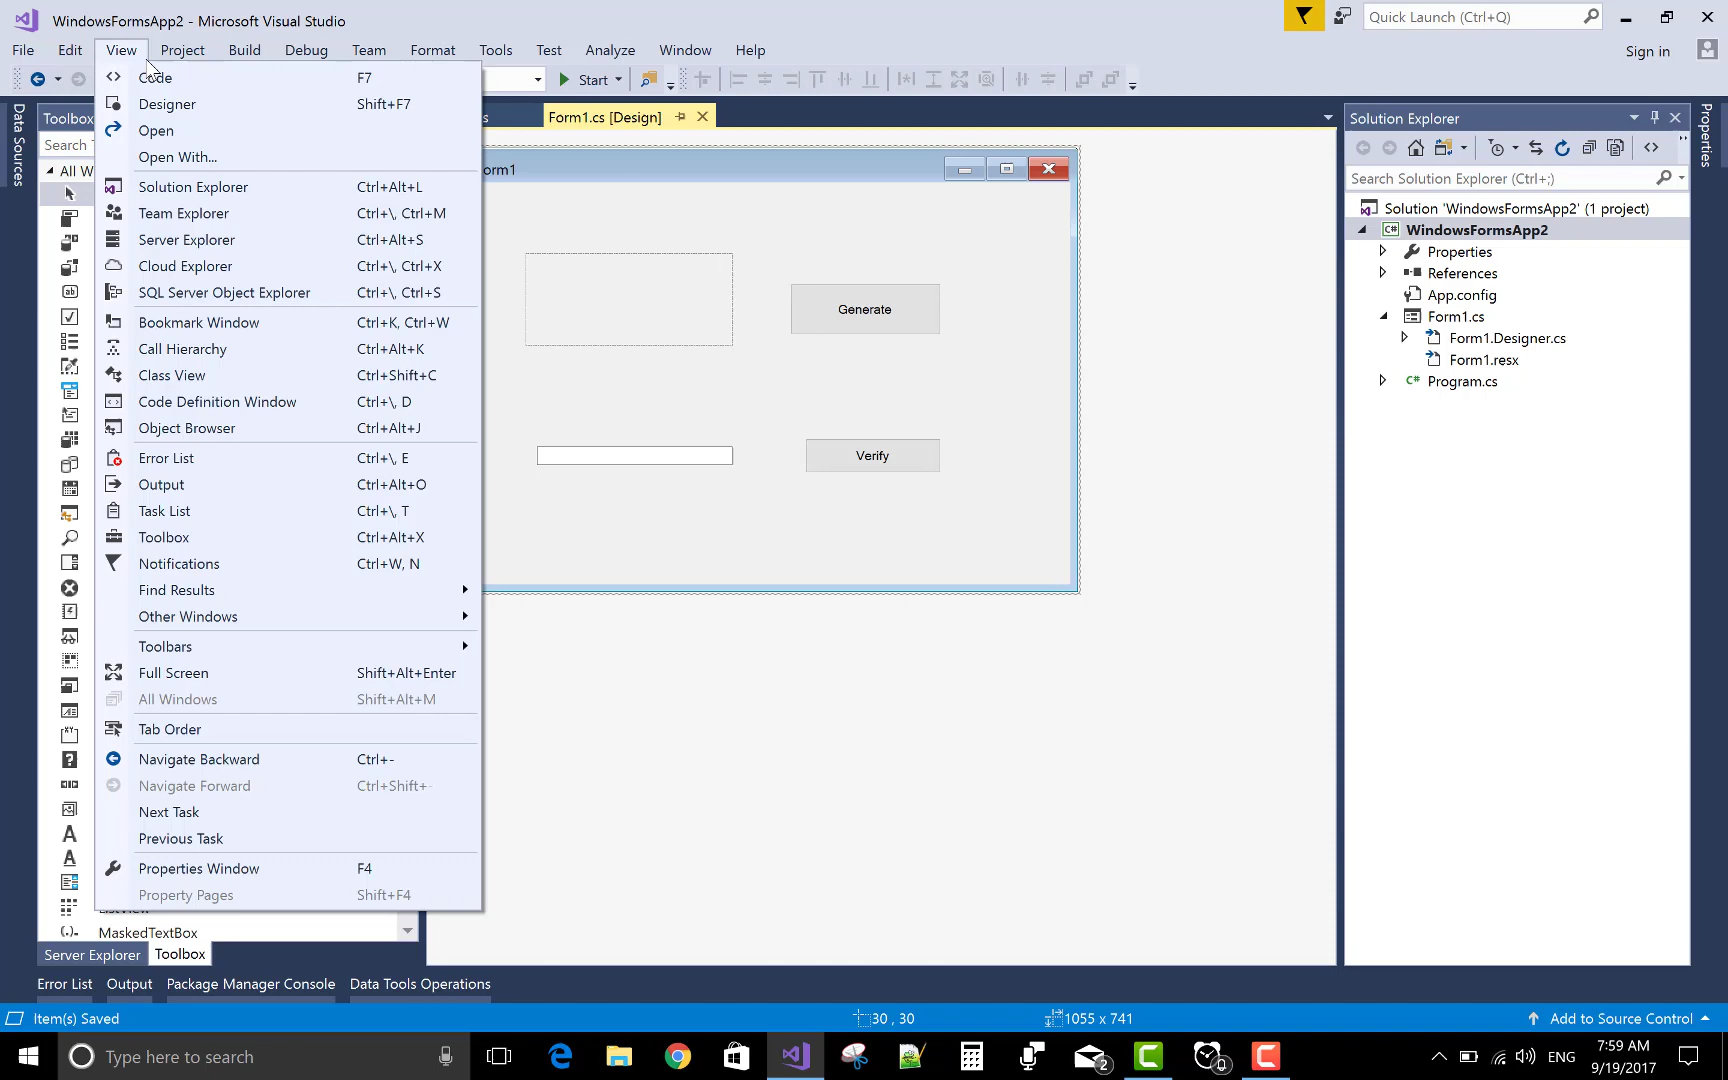 WindowsFormsApp2 - Microsoft Visual Studio
Quick Launch (Ctrl+Q)
File Edit View Project Build Debug Team Format Tools Test Analyze Window Help
Sign in
Start
Data Sources
Toolbox
Search
All W
MaskedTextBox
Server Explorer Toolbox
Code F7
Designer Shift+F7
Open
Open With...
Solution Explorer Ctrl+Alt+L
Team Explorer Ctrl+\, Ctrl+M
Server Explorer Ctrl+Alt+S
Cloud Explorer Ctrl+\, Ctrl+X
SQL Server Object Explorer Ctrl+\, Ctrl+S
Bookmark Window Ctrl+K, Ctrl+W
Call Hierarchy Ctrl+Alt+K
Class View Ctrl+Shift+C
Code Definition Window Ctrl+\, D
Object Browser Ctrl+Alt+J
Error List Ctrl+\, E
Output Ctrl+Alt+O
Task List Ctrl+\, T
Toolbox Ctrl+Alt+X
Notifications Ctrl+W, N
Find Results
Other Windows
Toolbars
Full Screen Shift+Alt+Enter
All Windows Shift+Alt+M
Tab Order
Navigate Backward Ctrl+-
Navigate Forward Ctrl+Shift+-
Next Task
Previous Task
Properties Window F4
Property Pages Shift+F4
s Form1.cs [Design]
orm1
Generate
Verify
Solution Explorer
Search Solution Explorer (Ctrl+;)
Solution 'WindowsFormsApp2' (1 project)
C# WindowsFormsApp2
Properties
References
App.config
Form1.cs
Form1.Designer.cs
Form1.resx
C# Program.cs
Properties
Error List Output Package Manager Console Data Tools Operations
Item(s) Saved 30 , 30 1055 x 741 Add to Source Control
Type here to search
2
0
ENG
7:59 AM
9/19/2017